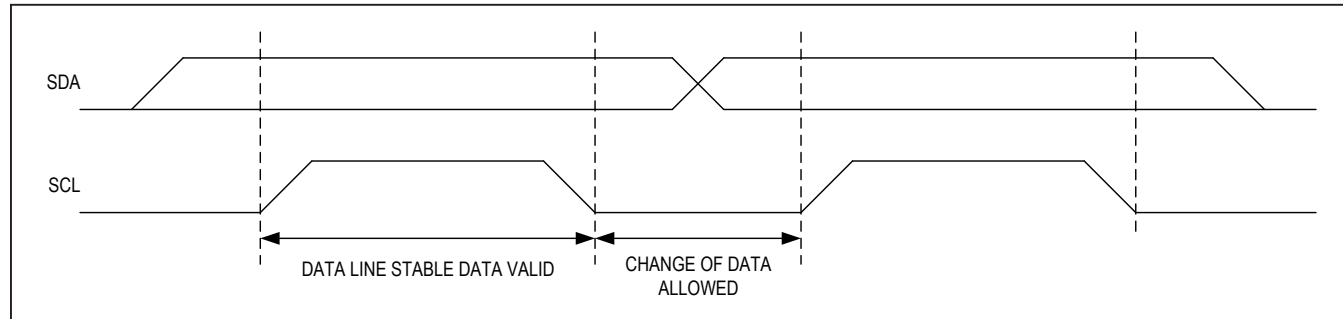 SDA
SCL
DATA LINE STABLE DATA VALID
CHANGE OF DATA
ALLOWED